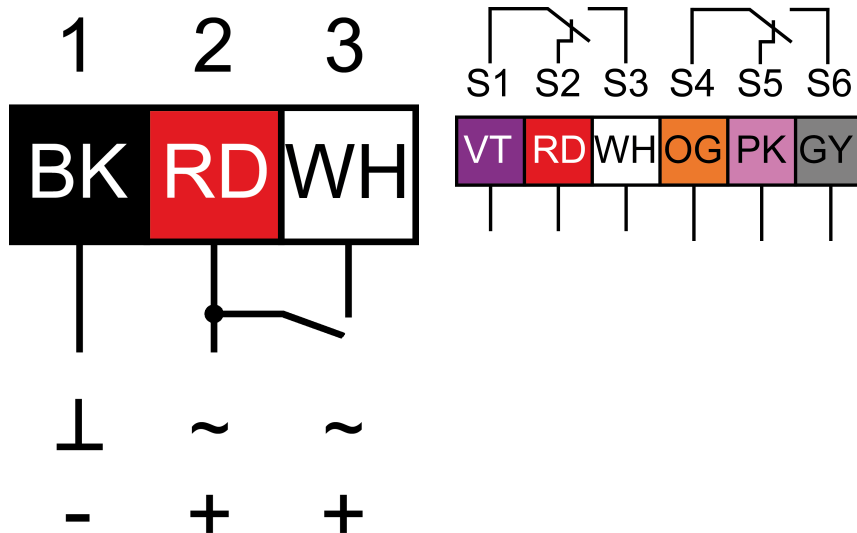 1 2 3
BK RD WH
⊥ ~ ~
- + +
S1 S2 S3 S4 S5 S6
VT RD WH OG PK GY